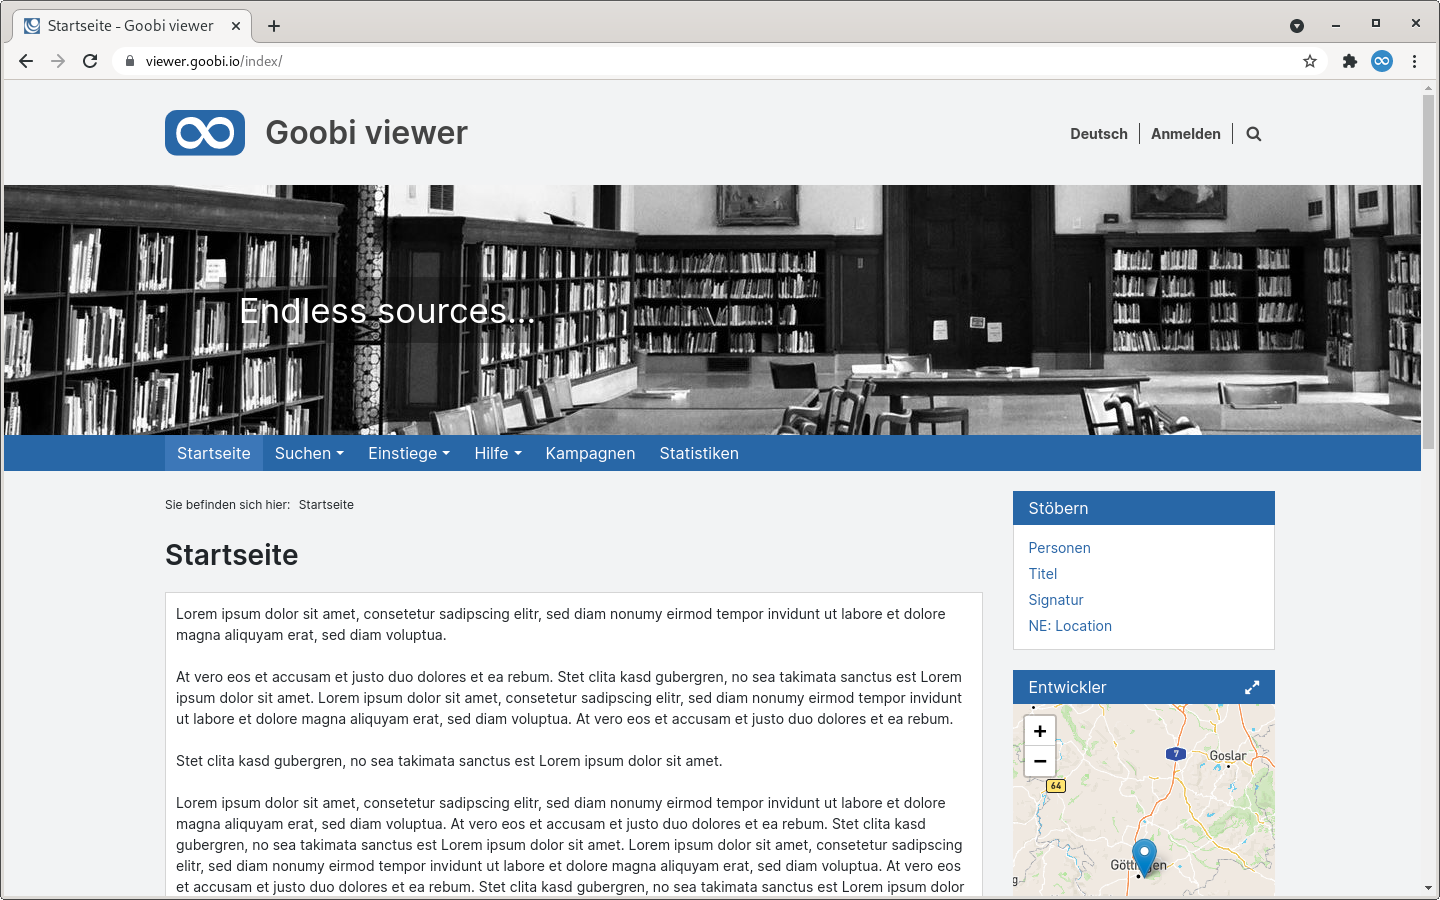 Startseite - Goobi viewer
viewer.goobi.io/index/
Goobi viewer
Deutsch
Anmelden
Endless sources...
Startseite
Suchen
Einstiege
Hilfe
Kampagnen
Statistiken
Sie befinden sich hier: Startseite
Startseite
Lorem ipsum dolor sit amet, consetetur sadipscing elitr, sed diam nonumy eirmod tempor invidunt ut labore et dolore
magna aliquyam erat, sed diam voluptua.
At vero eos et accusam et justo duo dolores et ea rebum. Stet clita kasd gubergren, no sea takimata sanctus est Lorem
ipsum dolor sit amet. Lorem ipsum dolor sit amet, consetetur sadipscing elitr, sed diam nonumy eirmod tempor invidunt
ut labore et dolore magna aliquyam erat, sed diam voluptua. At vero eos et accusam et justo duo dolores et ea rebum.
Stet clita kasd gubergren, no sea takimata sanctus est Lorem ipsum dolor sit amet.
Lorem ipsum dolor sit amet, consetetur sadipscing elitr, sed diam nonumy eirmod tempor invidunt ut labore et dolore
magna aliquyam erat, sed diam voluptua. At vero eos et accusam et justo duo dolores et ea rebum. Stet clita kasd
gubergren, no sea takimata sanctus est Lorem ipsum dolor sit amet. Lorem ipsum dolor sit amet, consetetur sadipscing
elitr, sed diam nonumy eirmod tempor invidunt ut labore et dolore magna aliquyam erat, sed diam voluptua. At vero eos
et accusam et justo duo dolores et ea rebum. Stet clita kasd gubergren, no sea takimata sanctus est Lorem ipsum dolor
Stöbern
Personen
Titel
Signatur
NE: Location
Entwickler
+
−
7
Goslar
64